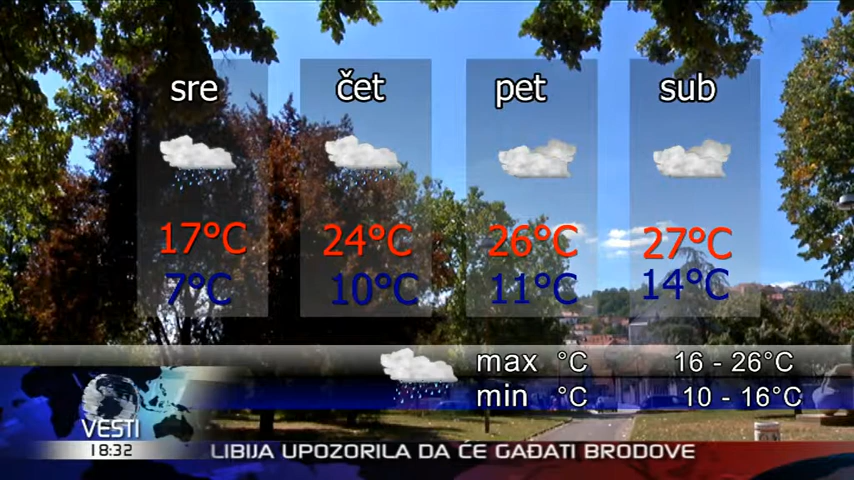 sre čet pet sub
17°C 24°C 26°C 27°C
7°C 10°C 11°C 14°C
max °C 16 - 26°C
min °C 10 - 16°C
VESTI
18:32
LIBIJA UPOZORILA DA ĆE GAĐATI BRODOVE